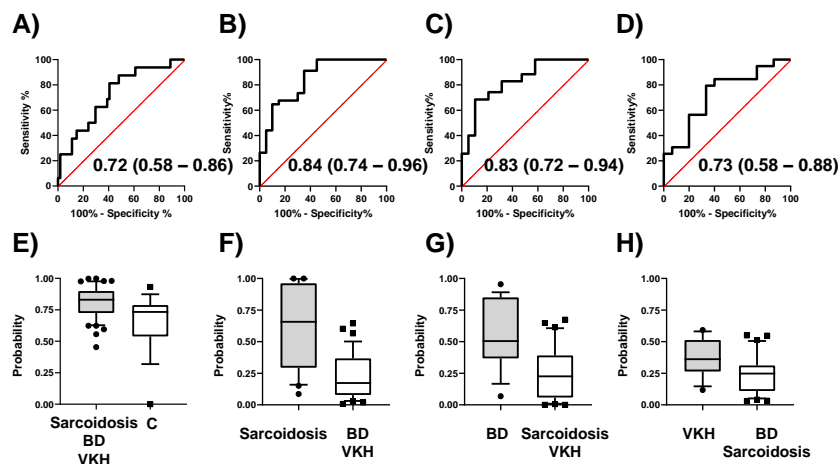 A)
B)
C)
D)
100
80
60
40
20
0
Sensitivity %
0.72 (0.58 – 0.86)
0 20 40 60 80 100
100% - Specificity %
100
80
60
40
20
0
Sensitivity%
0.84 (0.74 – 0.96)
0 20 40 60 80 100
100% - Specificity%
100
80
60
40
20
0
Sensitivity%
0.83 (0.72 – 0.94)
0 20 40 60 80 100
100% - Specificity%
100
80
60
40
20
0
Sensitivity%
0.73 (0.58 – 0.88)
0 20 40 60 80 100
100% - Specificity%
E)
F)
G)
H)
1.00
0.75
0.50
0.25
0.00
Probability
Sarcoidosis
BD
VKH
C
1.00
0.75
0.50
0.25
0.00
Probability
Sarcoidosis
BD
VKH
1.00
0.75
0.50
0.25
0.00
Probability
BD
Sarcoidosis
VKH
1.00
0.75
0.50
0.25
0.00
Probability
VKH
BD
Sarcoidosis